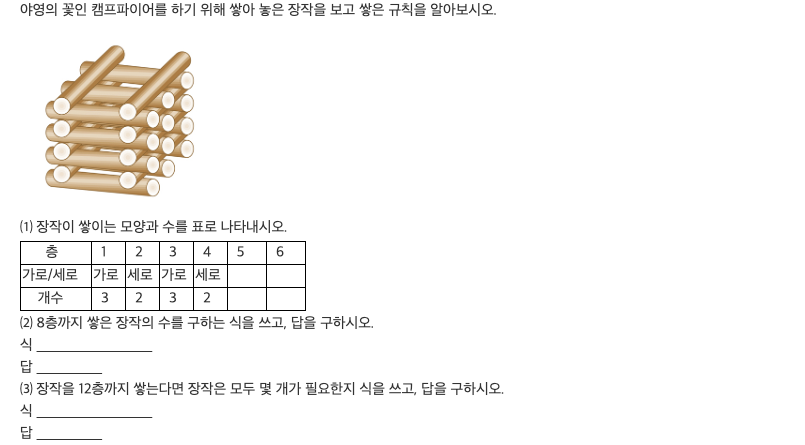 야영의 꽃인 캠프파이어를 하기 위해 쌓아 놓은 장작을 보고 쌓은 규칙을 알아보시오.
(1) 장작이 쌓이는 모양과 수를 표로 나타내시오.
층 1 2 3 4 5 6
가로/세로 가로 세로 가로 세로
개수 3 2 3 2
(2) 8층까지 쌓은 장작의 수를 구하는 식을 쓰고, 답을 구하시오.
식 ________________
답 _________
(3) 장작을 12층까지 쌓는다면 장작은 모두 몇 개가 필요한지 식을 쓰고, 답을 구하시오.
식 ________________
답 _________